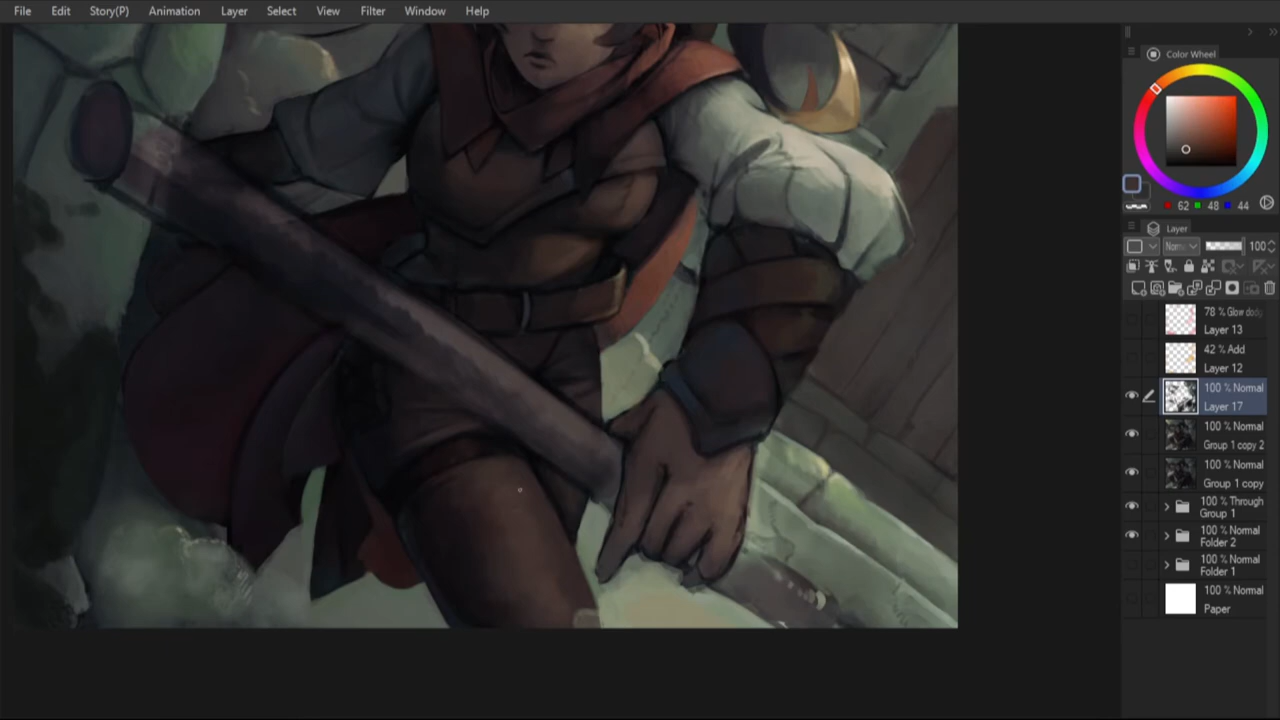 File Edit Story(P) Animation Layer Select View Filter Window Help
Color Wheel
62 48 44
Layer
100
78 % Glow
Layer 13
42 % Add
Layer 12
100 % Normal
Layer 17
100 % Normal
Group 1 copy 2
100 % Normal
Group 1 copy
100 % Through
Group 1
100 % Normal
Folder 2
100 % Normal
Folder 1
100 % Normal
Paper